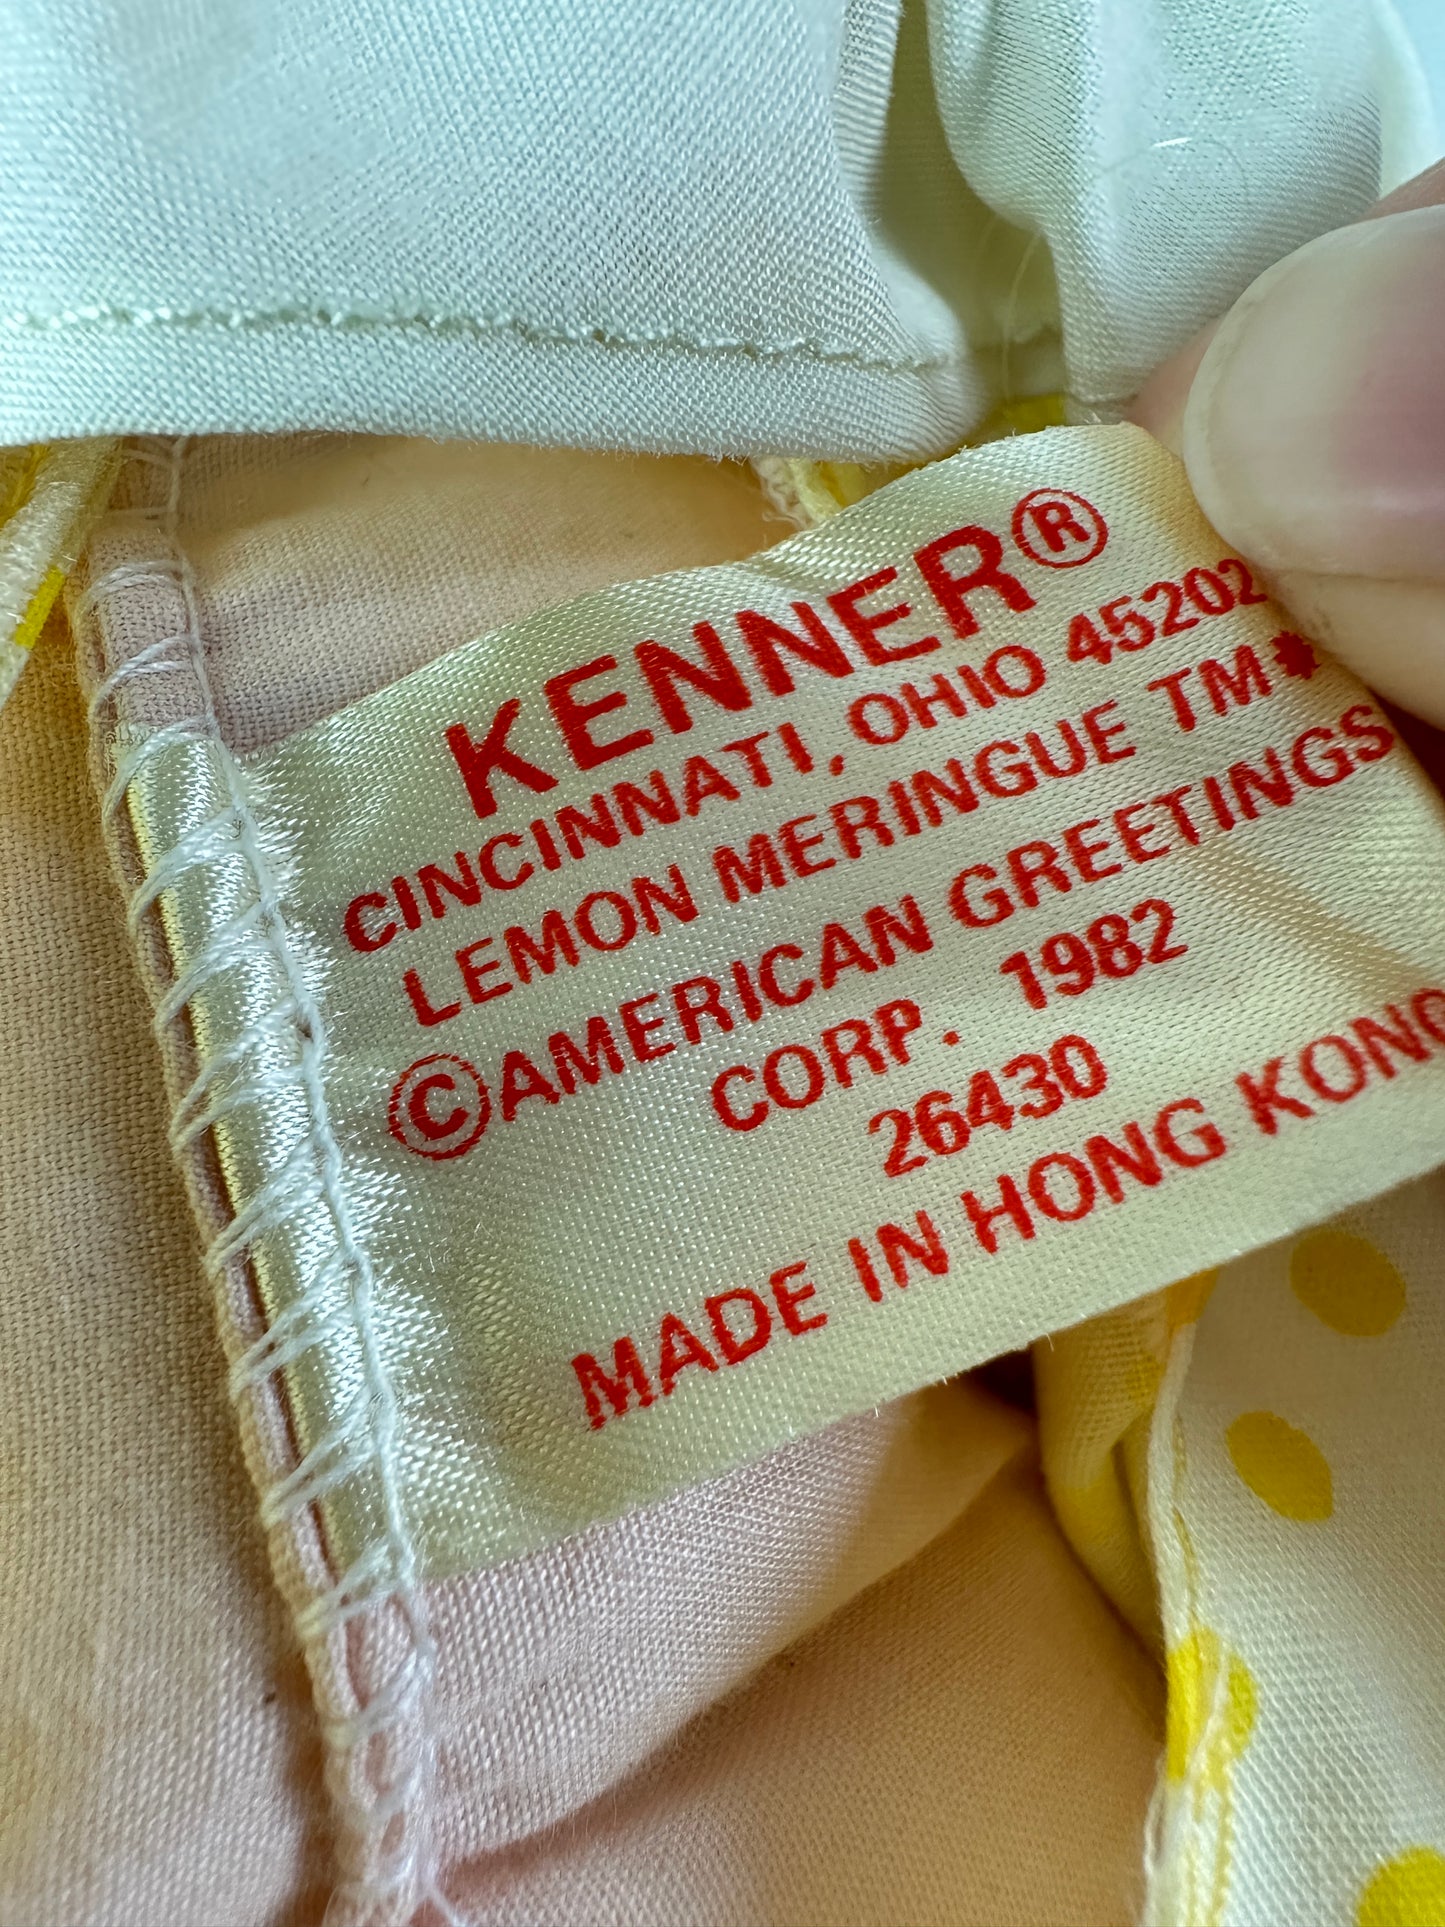 KENNER®
CINCINNATI, OHIO 45202
LEMON MERINGUE TM*
©AMERICAN GREETINGS
CORP. 1982
26430
MADE IN HONG KONG